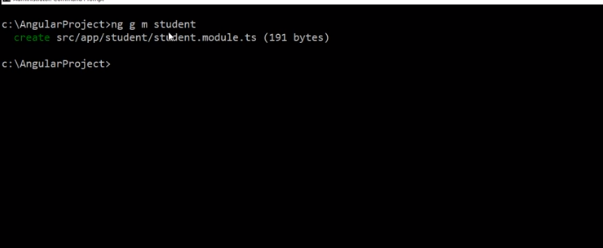 c:\AngularProject>ng g m student
create src/app/student/student.module.ts (191 bytes)
c:\AngularProject>